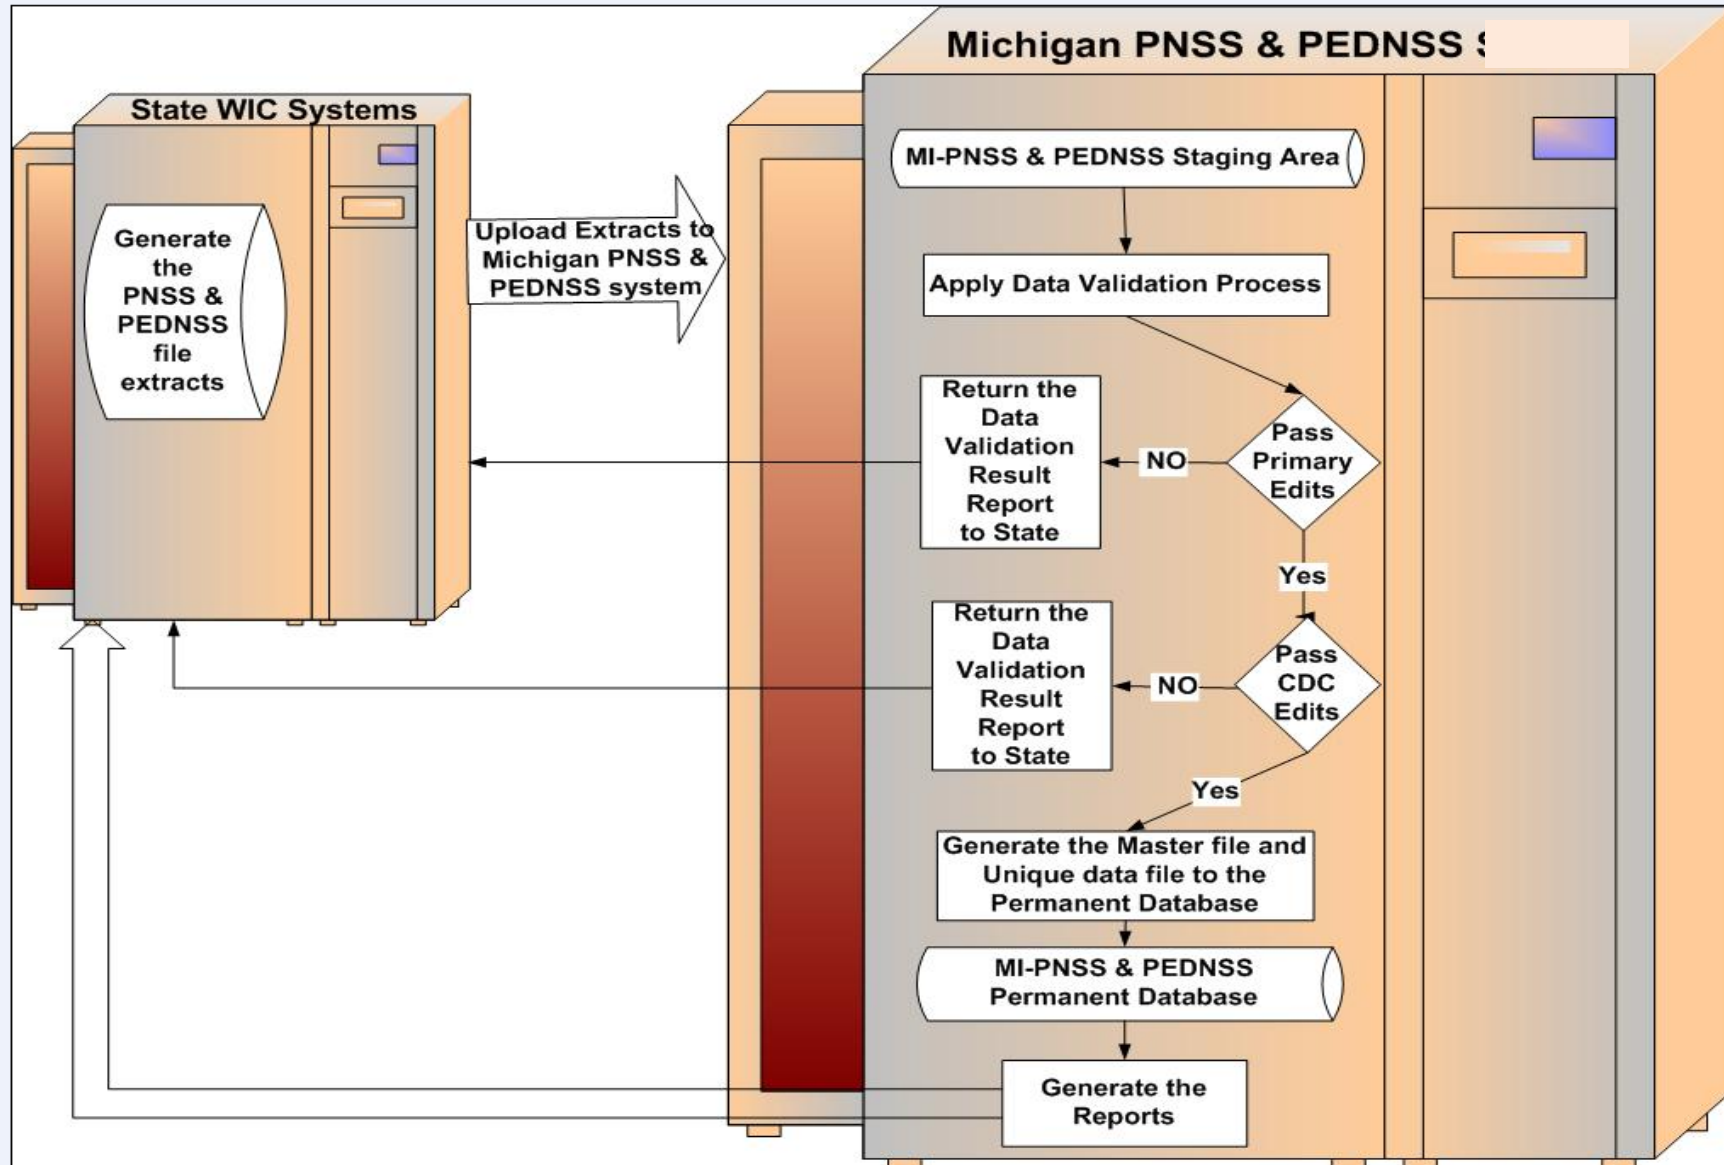 Michigan PNSS & PEDNSS
State WIC Systems
Generate
the
PNSS &
PEDNSS
file
extracts
Upload Extracts to
Michigan PNSS &
PEDNSS system
MI-PNSS & PEDNSS Staging Area
Apply Data Validation Process
Pass
Primary
Edits
NO
Return the
Data
Validation
Result
Report
to State
Yes
Pass
CDC
Edits
NO
Return the
Data
Validation
Result
Report
to State
Yes
Generate the Master file and
Unique data file to the
Permanent Database
MI-PNSS & PEDNSS
Permanent Database
Generate the
Reports